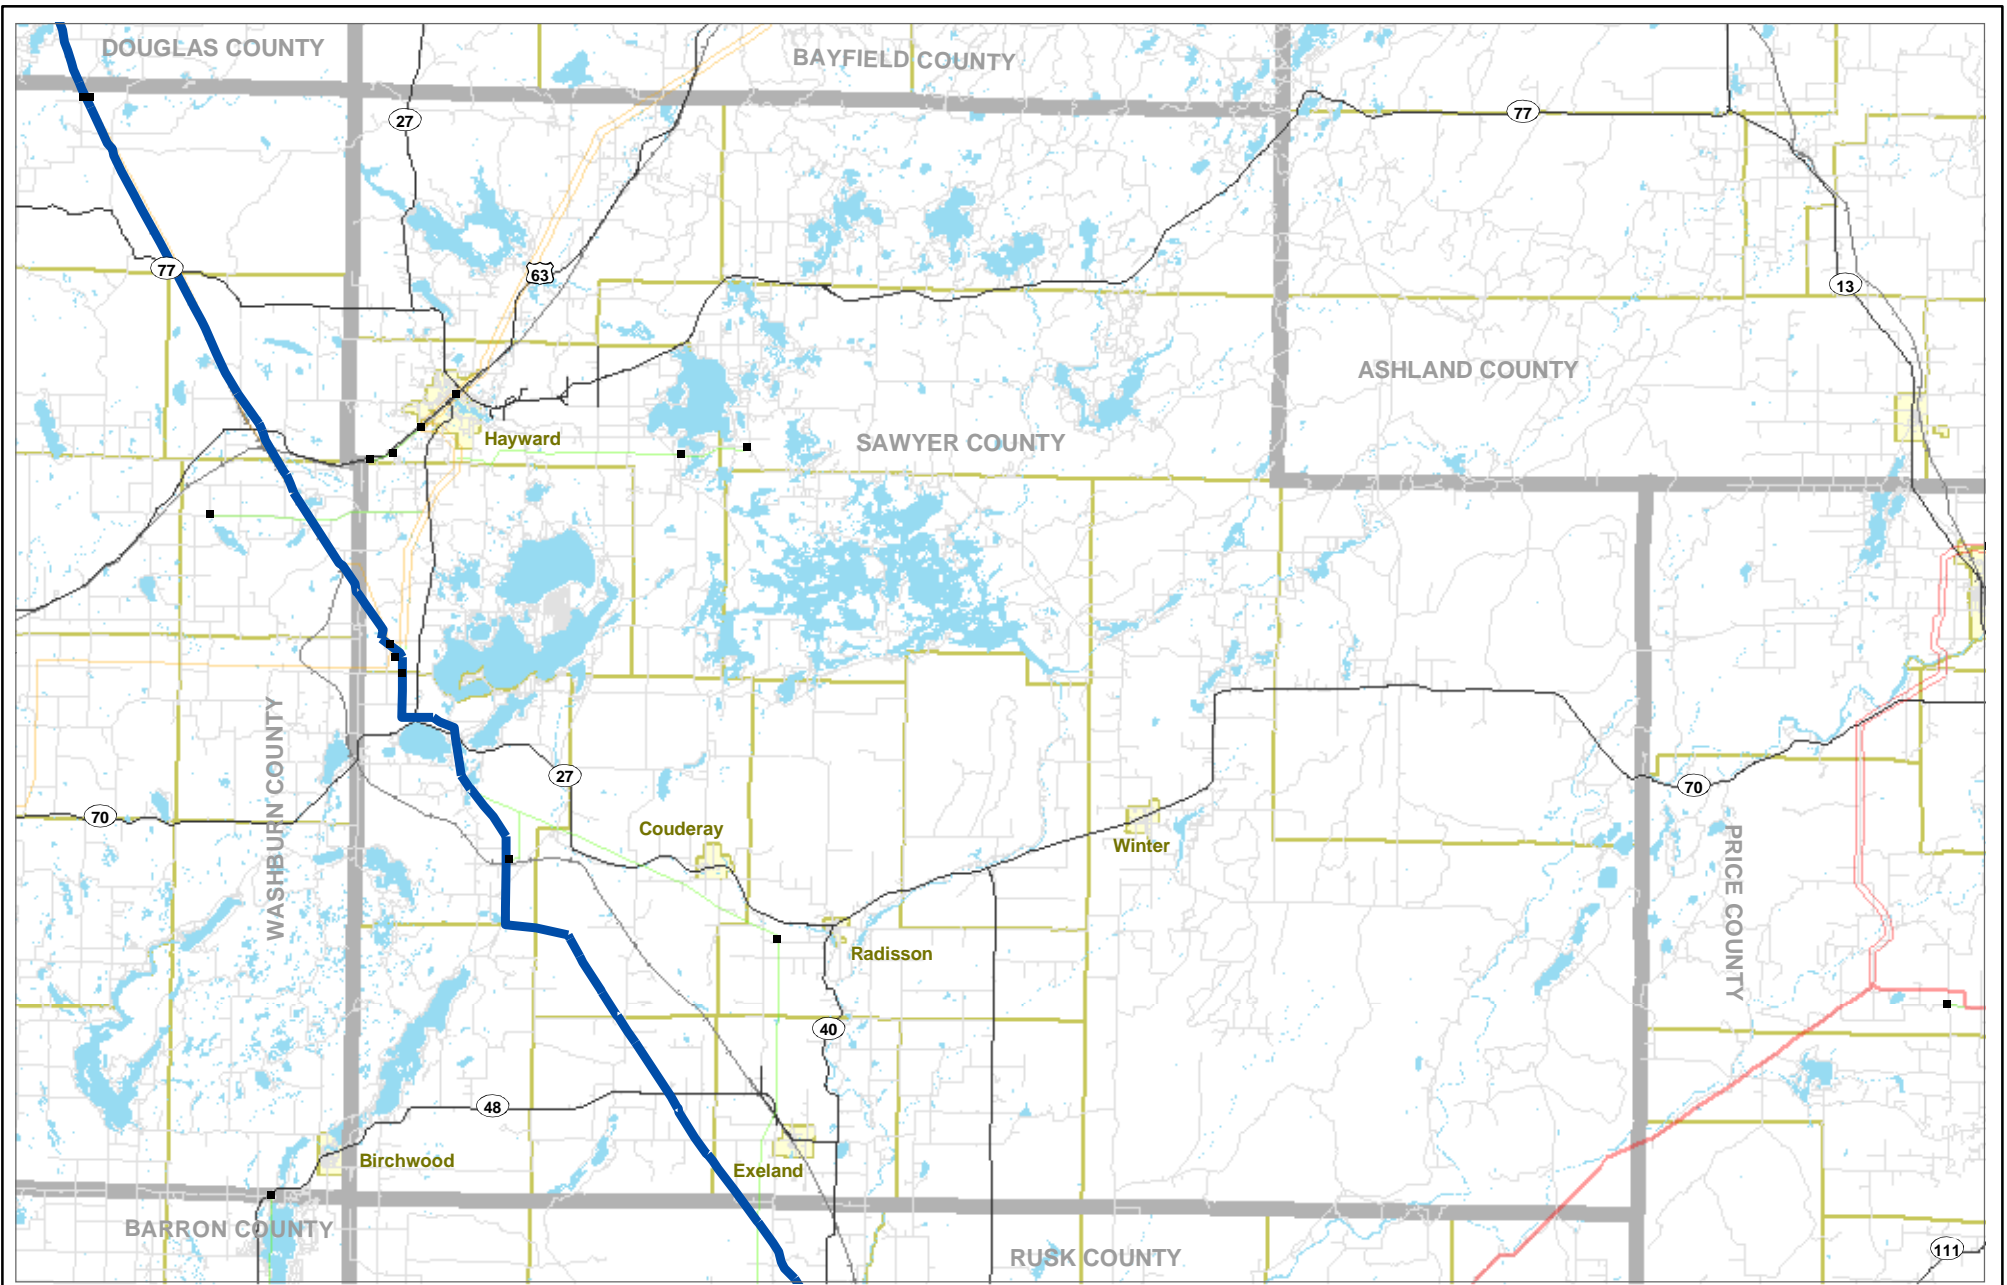 DOUGLAS COUNTY
BAYFIELD COUNTY
27
77
77
63
13
ASHLAND COUNTY
Hayward
SAWYER COUNTY
WASHBURN COUNTY
27
70
70
Couderay
Winter
PRICE COUNTY
Radisson
40
48
Birchwood
Exeland
BARRON COUNTY
RUSK COUNTY
111